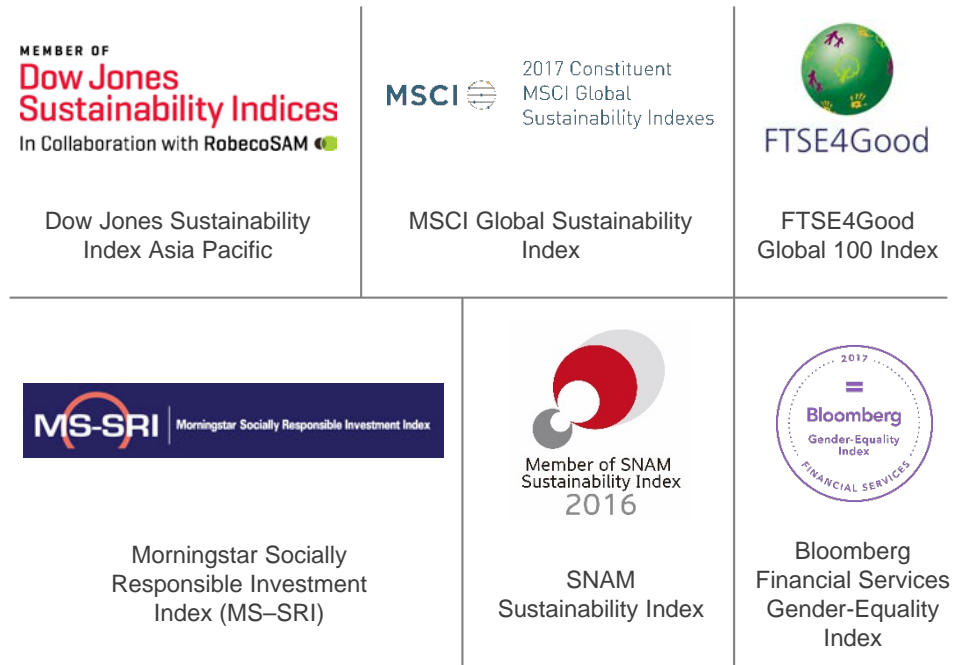 MEMBER OF
Dow Jones
Sustainability Indices
In Collaboration with RobecoSAM
Dow Jones Sustainability
Index Asia Pacific
MSCI
2017 Constituent
MSCI Global
Sustainability Indexes
MSCI Global Sustainability
Index
FTSE4Good
FTSE4Good
Global 100 Index
MS-SRI
Morningstar Socially Responsible Investment Index
Morningstar Socially
Responsible Investment
Index (MS–SRI)
Member of SNAM
Sustainability Index
2016
SNAM
Sustainability Index
2017
Bloomberg
Gender-Equality
Index
FINANCIAL SERVICES
Bloomberg
Financial Services
Gender-Equality
Index